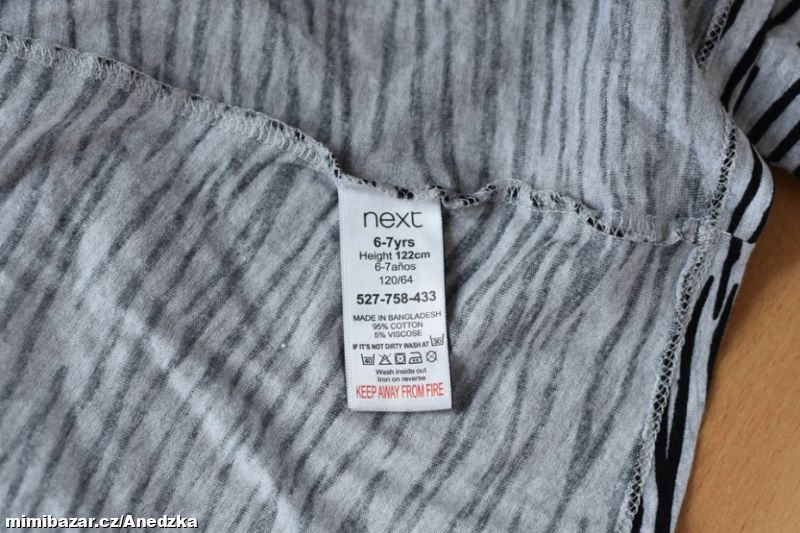 next
6-7yrs
Height 122cm
6-7años
120/64
527-758-433
MADE IN BANGLADESH
95% COTTON
5% VISCOSE
IF IT'S NOT DIRTY WASH AT 30
40
Wash inside out
Iron on reverse
KEEP AWAY FROM FIRE
mimibazar.cz/Anedzka